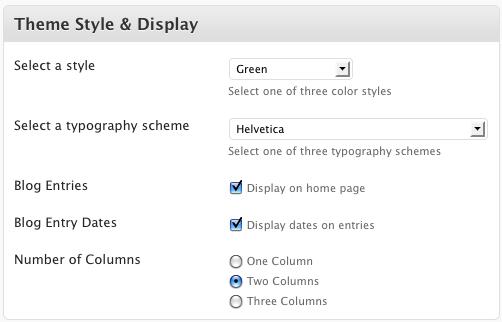 Theme Style & Display
Select a style
Green
Select one of three color styles
Select a typography scheme
Helvetica
Select one of three typography schemes
Blog Entries
Display on home page
Blog Entry Dates
Display dates on entries
Number of Columns
One Column
Two Columns
Three Columns